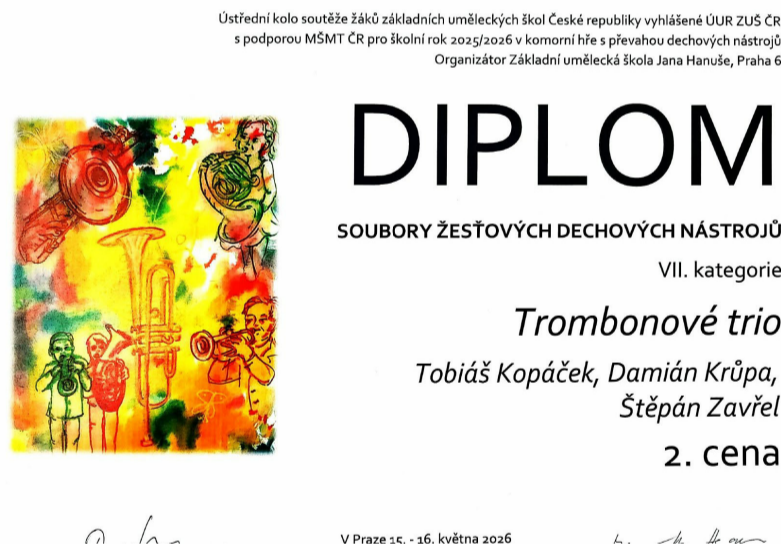 Ústřední kolo soutěže žáků základních uměleckých škol České republiky vyhlášené ÚUR ZUŠ ČR
s podporou MŠMT ČR pro školní rok 2025/2026 v komorní hře s převahou dechových nástrojů
Organizátor Základní umělecká škola Jana Hanuše, Praha 6
DIPLOM
SOUBORY ŽESŤOVÝCH DECHOVÝCH NÁSTROJŮ
VII. kategorie
Trombonové trio
Tobiáš Kopáček, Damián Krůpa,
Štěpán Zavřel
2. cena
V Praze 15. - 16. května 2026